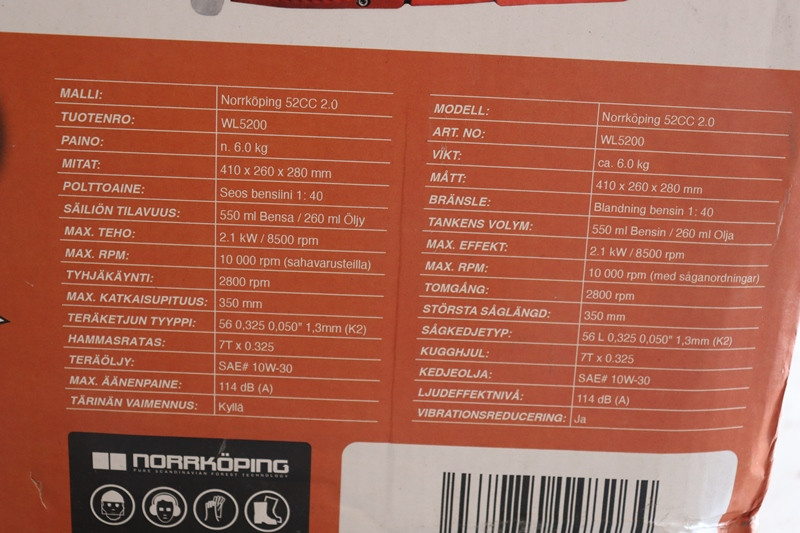 MALLI: Norrköping 52CC 2.0
TUOTENRO: WL5200
PAINO: n. 6.0 kg
MITAT: 410 x 260 x 280 mm
POLTTOAINE: Seos bensiini 1: 40
SÄILIÖN TILAVUUS: 550 ml Bensa / 260 ml Öljy
MAX. TEHO: 2.1 kW / 8500 rpm
MAX. RPM: 10 000 rpm (sahavarusteilla)
TYHJÄKÄYNTI: 2800 rpm
MAX. KATKAISUPITUUS: 350 mm
TERÄKETJUN TYYPPI: 56 0,325 0,050" 1,3mm (K2)
HAMMASRATAS: 7T x 0.325
TERÄÖLJY: SAE# 10W-30
MAX. ÄÄNENPAINE: 114 dB (A)
TÄRINÄN VAIMENNUS: Kyllä
MODELL: Norrköping 52CC 2.0
ART. NO: WL5200
VIKT: ca. 6.0 kg
MÅTT: 410 x 260 x 280 mm
BRÄNSLE: Blandning bensin 1: 40
TANKENS VOLYM: 550 ml Bensin / 260 ml Olja
MAX. EFFEKT: 2.1 kW / 8500 rpm
MAX. RPM: 10 000 rpm (med såganordningar)
TOMGÅNG: 2800 rpm
STÖRSTA SÅGLÄNGD: 350 mm
SÅGKEDJETYP: 56 L 0,325 0,050" 1,3mm (K2)
KUGGHJUL: 7T x 0.325
KEDJEOLJA: SAE# 10W-30
LJUDEFFEKTNIVÅ: 114 dB (A)
VIBRATIONSREDUCERING: Ja
NORRKÖPING
PURE SCANDINAVIAN FOREST TECHNOLOGY